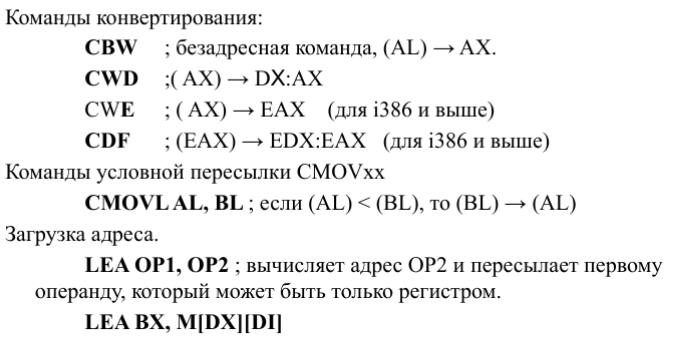 Команды конвертирования:
CBW ; безадресная команда, (AL) → AX.
CWD ;( AX) → DX:AX
CWE ; ( AX) → EAX (для i386 и выше)
CDF ; (EAX) → EDX:EAX (для i386 и выше)
Команды условной пересылки CMOVxx
CMOVL AL, BL ; если (AL) < (BL), то (BL) → (AL)
Загрузка адреса.
LEA OP1, OP2 ; вычисляет адрес OP2 и пересылает первому
операнду, который может быть только регистром.
LEA BX, M[DX][DI]